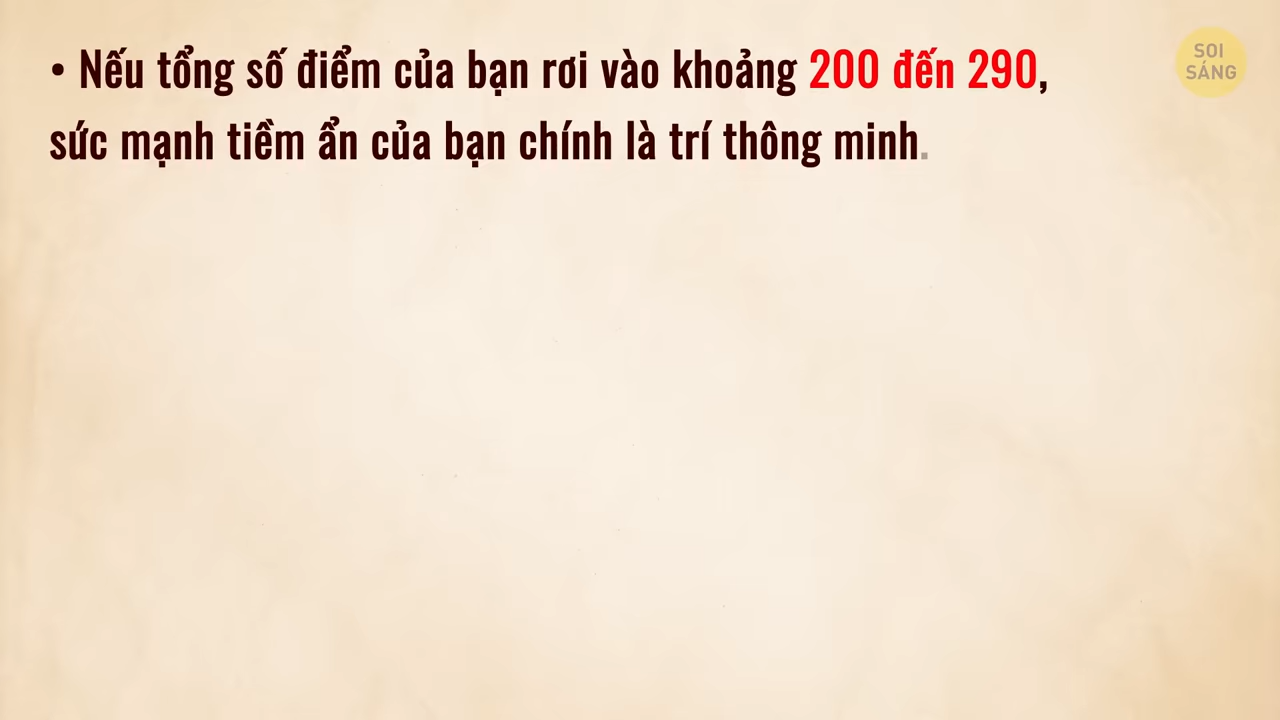 • Nếu tổng số điểm của bạn rơi vào khoảng 200 đến 290,
sức mạnh tiềm ẩn của bạn chính là trí thông minh.
SOI
SÁNG